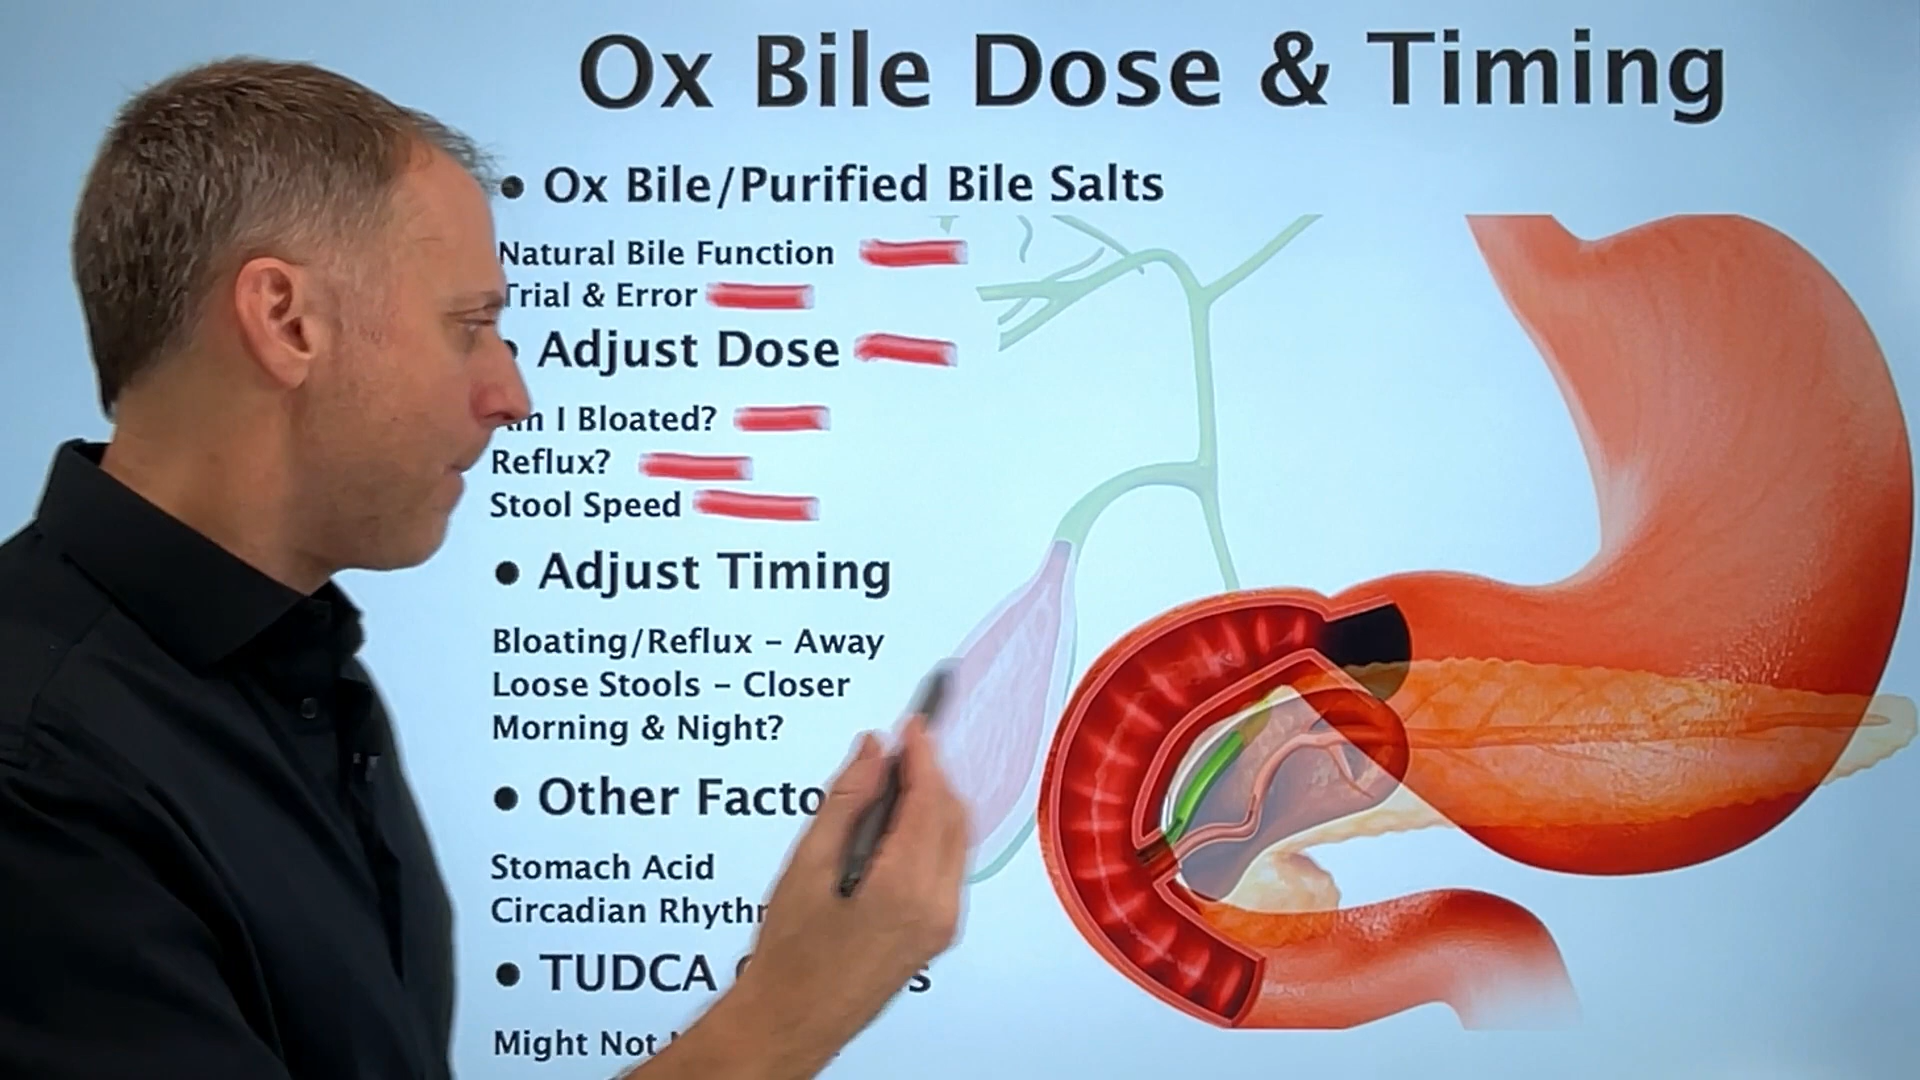 Ox Bile Dose & Timing
• Ox Bile/Purified Bile Salts
Natural Bile Function
Trial & Error
Adjust Dose
I Bloated?
Reflux?
Stool Speed
• Adjust Timing
Bloating/Reflux – Away
Loose Stools – Closer
Morning & Night?
• Other
Stomach Acid
Circadian
• TUDCA
Might Not